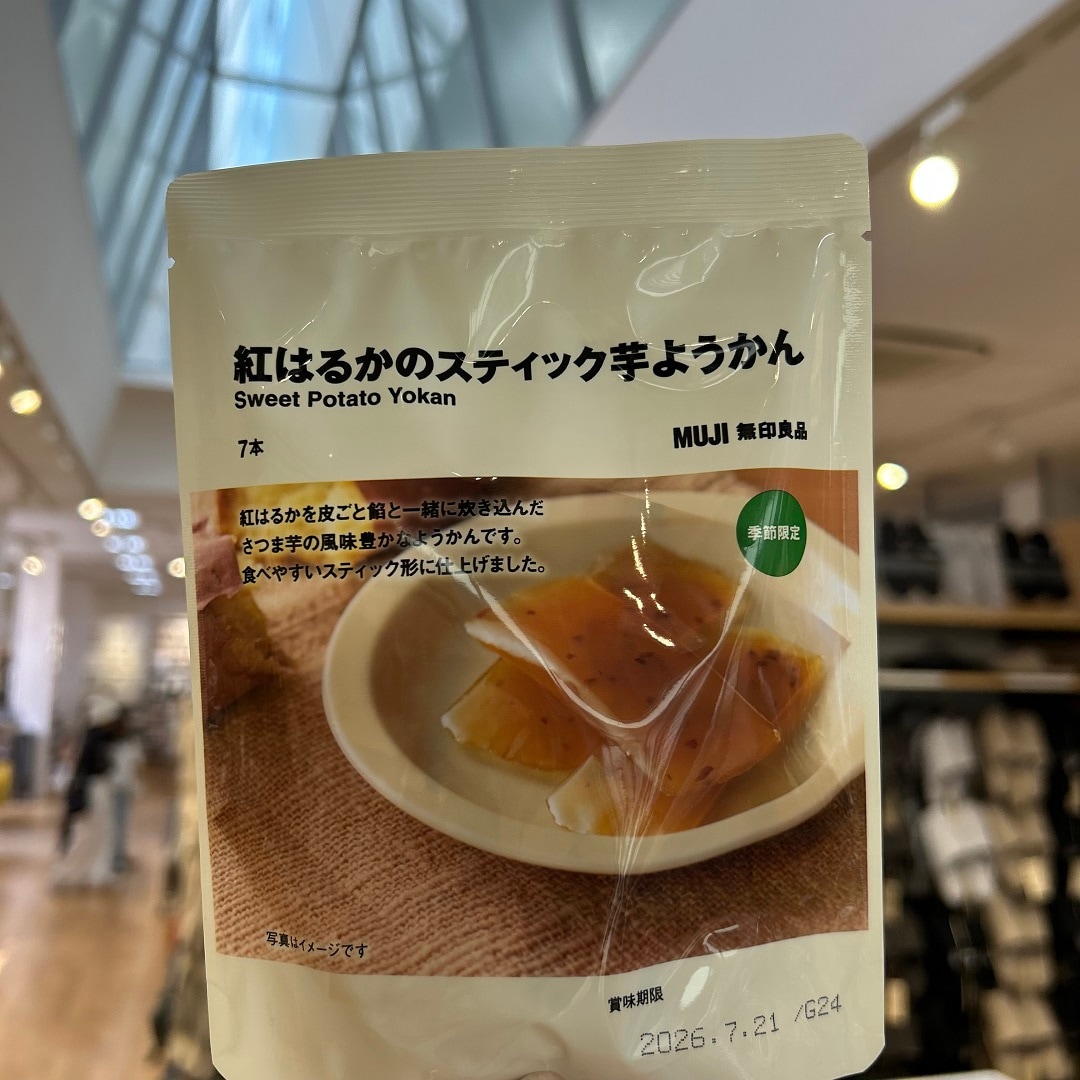 紅はるかのスティック芋ようかん
Sweet Potato Yokan
7本
MUJI 無印良品
紅はるかを皮ごと餡と一緒に炊き込んだ
さつま芋の風味豊かなようかんです。
食べやすいスティック形に仕上げました。
季節限定
写真はイメージです
賞味期限
2026.7.21 /G24